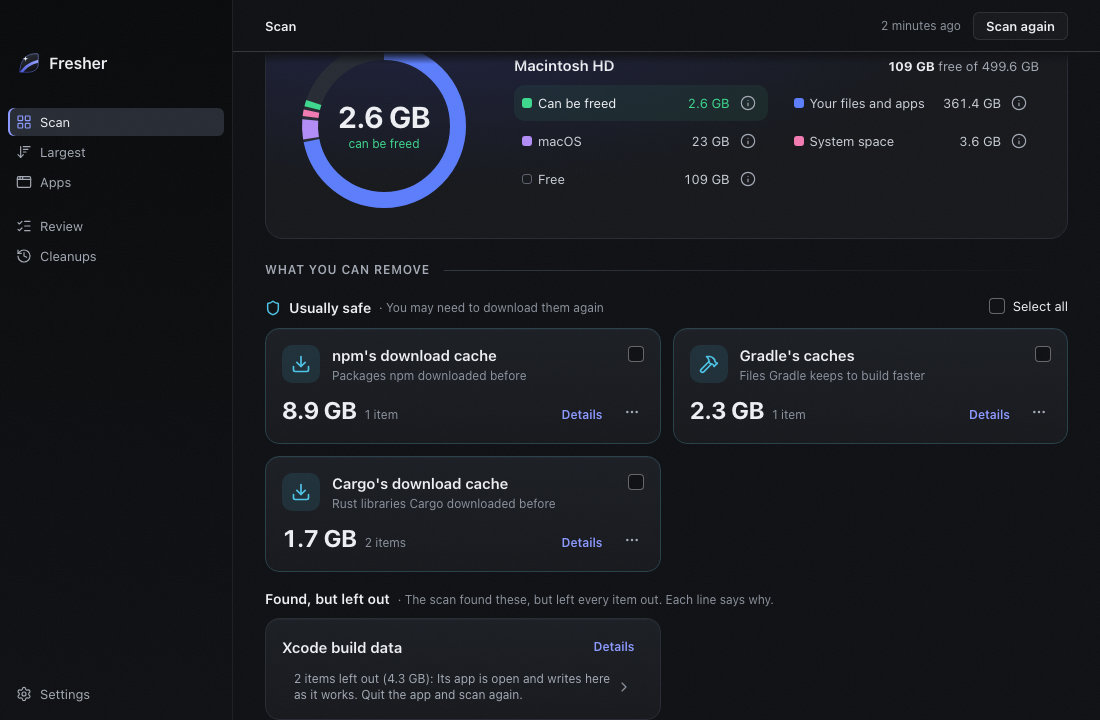 Scan
2 minutes ago
Scan again
Fresher
Scan
Largest
Apps
Review
Cleanups
Settings
2.6 GB
can be freed
Macintosh HD
109 GB free of 499.6 GB
Can be freed 2.6 GB
Your files and apps 361.4 GB
macOS 23 GB
System space 3.6 GB
Free 109 GB
WHAT YOU CAN REMOVE
Usually safe · You may need to download them again
Select all
npm's download cache
Packages npm downloaded before
8.9 GB 1 item
Details
Gradle's caches
Files Gradle keeps to build faster
2.3 GB 1 item
Details
Cargo's download cache
Rust libraries Cargo downloaded before
1.7 GB 2 items
Details
Found, but left out · The scan found these, but left every item out. Each line says why.
Xcode build data
Details
2 items left out (4.3 GB): Its app is open and writes here
as it works. Quit the app and scan again.